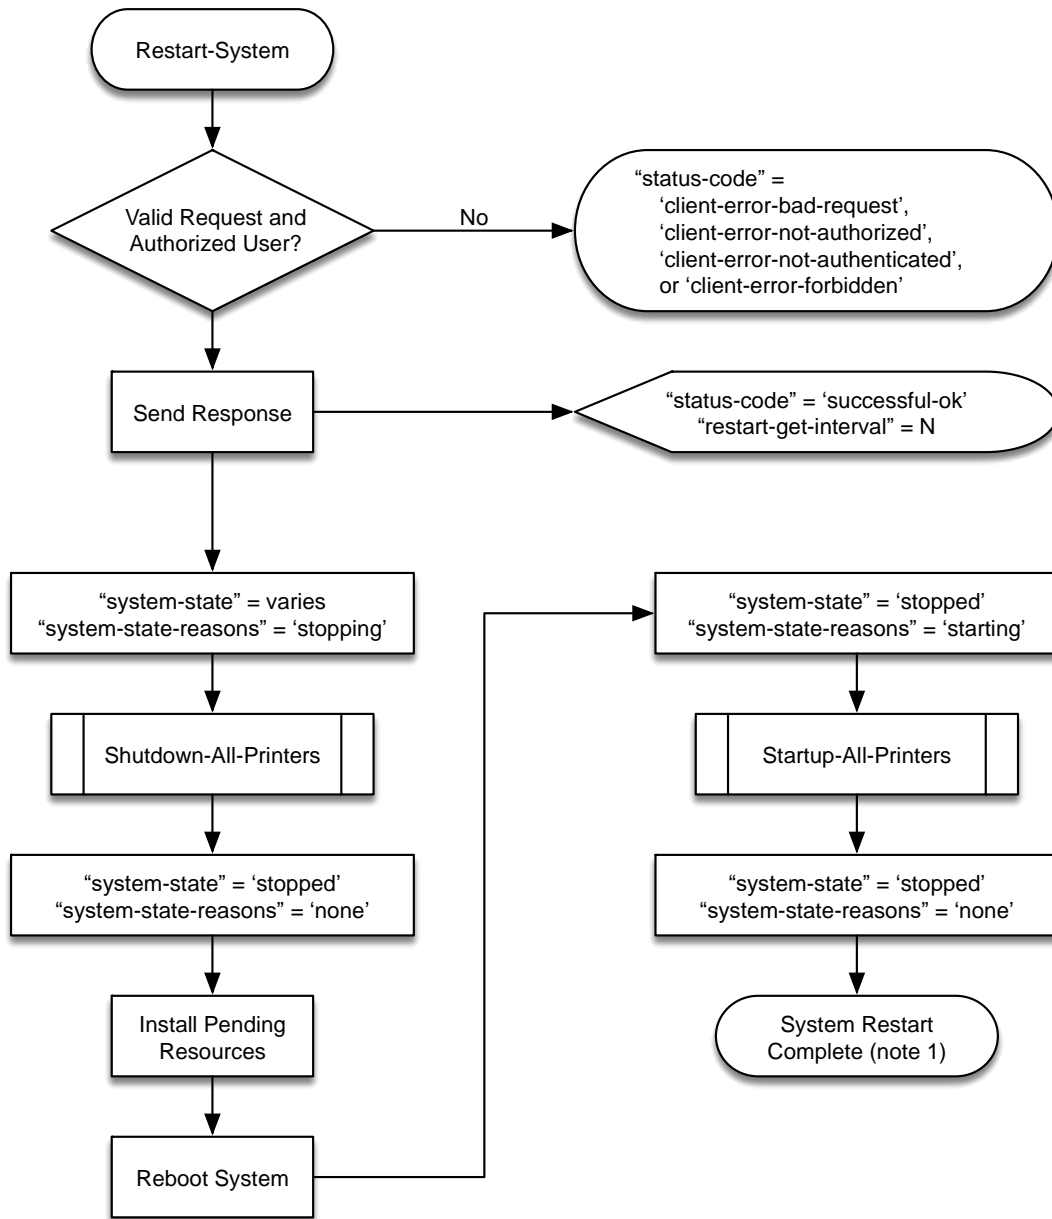 Restart-System
Valid Request and
Authorized User?
No
“status-code” =
‘client-error-bad-request’,
‘client-error-not-authorized’,
‘client-error-not-authenticated’,
or ‘client-error-forbidden’
Send Response
“status-code” = ‘successful-ok’
“restart-get-interval” = N
“system-state” = varies
“system-state-reasons” = ‘stopping’
Shutdown-All-Printers
“system-state” = ‘stopped’
“system-state-reasons” = ‘none’
Install Pending
Resources
Reboot System
“system-state” = ‘stopped’
“system-state-reasons” = ‘starting’
Startup-All-Printers
“system-state” = ‘stopped’
“system-state-reasons” = ‘none’
System Restart
Complete (note 1)